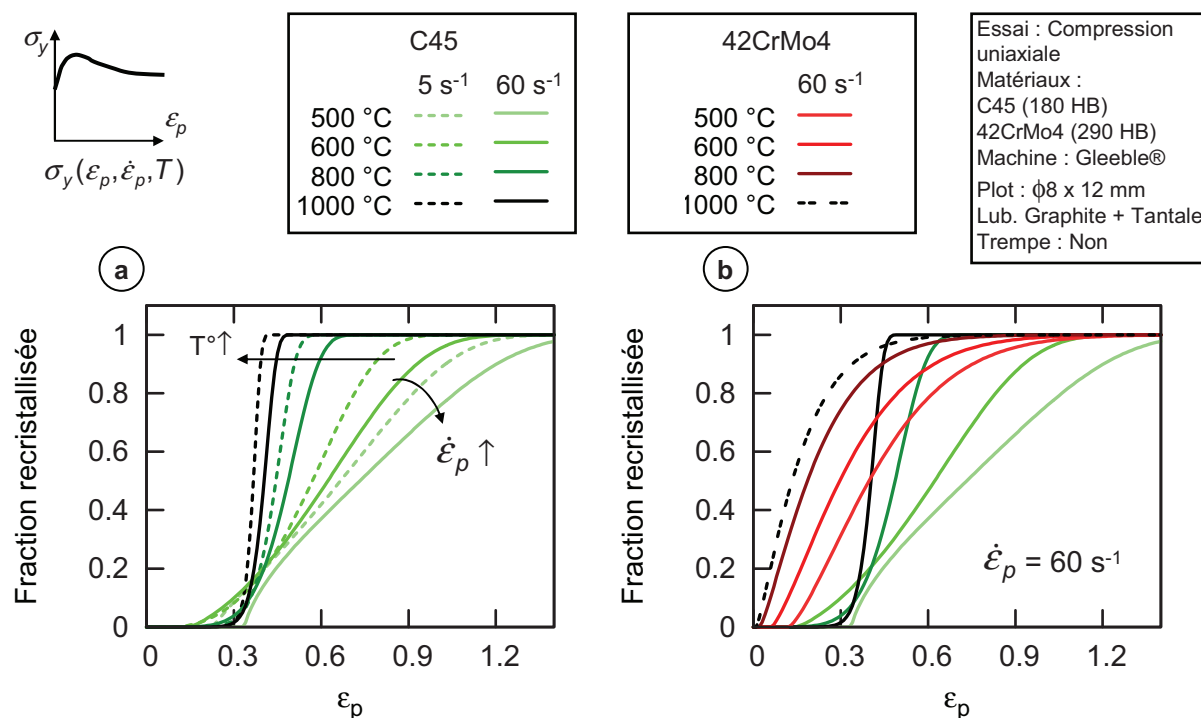 σy
εp
σy(εp, ε̇p, T)
C45
5 s⁻¹ 60 s⁻¹
500 °C
600 °C
800 °C
1000 °C
42CrMo4
60 s⁻¹
500 °C
600 °C
800 °C
1000 °C
Essai : Compression
uniaxiale
Matériaux :
C45 (180 HB)
42CrMo4 (290 HB)
Machine : Gleeble®
Plot : ϕ8 x 12 mm
Lub. Graphite + Tantale
Trempe : Non
a
Fraction recristallisée
1
0.8
0.6
0.4
0.2
0
0 0.3 0.6 0.9 1.2
εp
T°↑
ε̇p ↑
b
Fraction recristallisée
1
0.8
0.6
0.4
0.2
0
0 0.3 0.6 0.9 1.2
εp
ε̇p = 60 s⁻¹